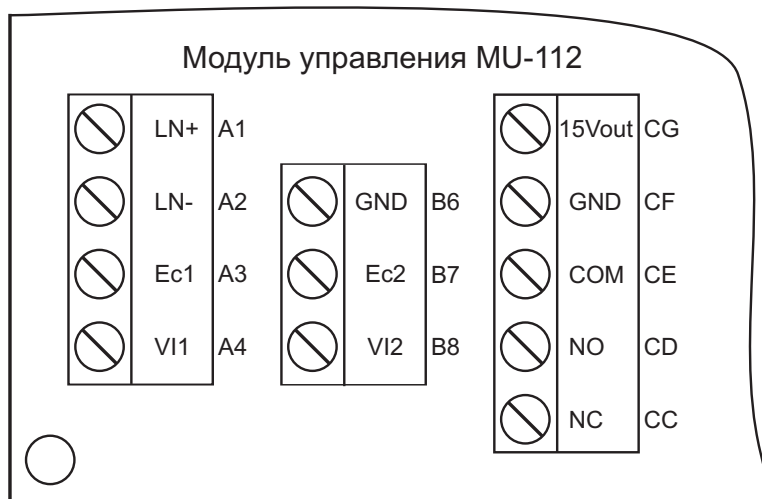 Модуль управления MU-112
LN+ A1
LN- A2
Ec1 A3
VI1 A4
GND B6
Ec2 B7
VI2 B8
15Vout CG
GND CF
COM CE
NO CD
NC CC